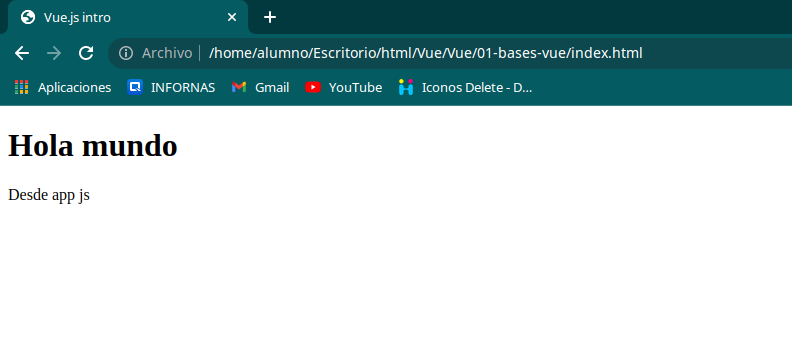 Vue.js intro
Archivo /home/alumno/Escritorio/html/Vue/Vue/01-bases-vue/index.html
Aplicaciones INFORNAS Gmail YouTube Iconos Delete - D...
Hola mundo
Desde app js